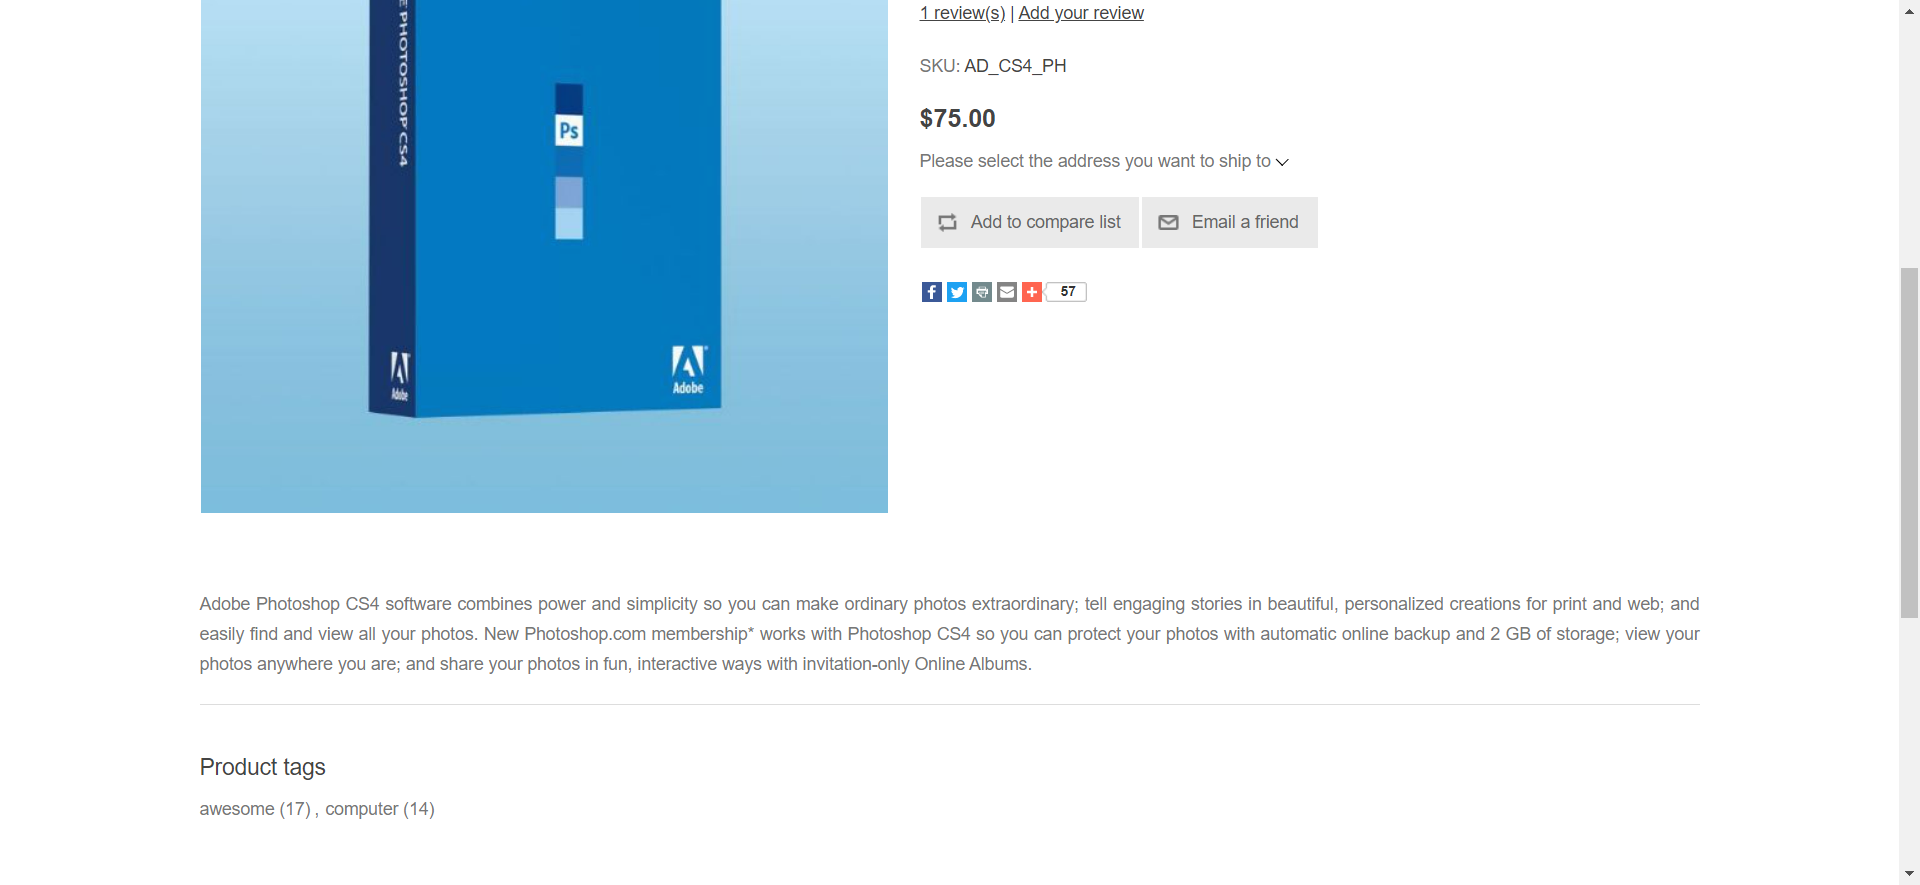 1 review(s) | Add your review
SKU: AD_CS4_PH
$75.00
Please select the address you want to ship to
Add to compare list
Email a friend
57
E PHOTOSHOP CS4
Ps
Adobe
Adobe
Adobe Photoshop CS4 software combines power and simplicity so you can make ordinary photos extraordinary; tell engaging stories in beautiful, personalized creations for print and web; and
easily find and view all your photos. New Photoshop.com membership* works with Photoshop CS4 so you can protect your photos with automatic online backup and 2 GB of storage; view your
photos anywhere you are; and share your photos in fun, interactive ways with invitation-only Online Albums.
Product tags
awesome (17) , computer (14)